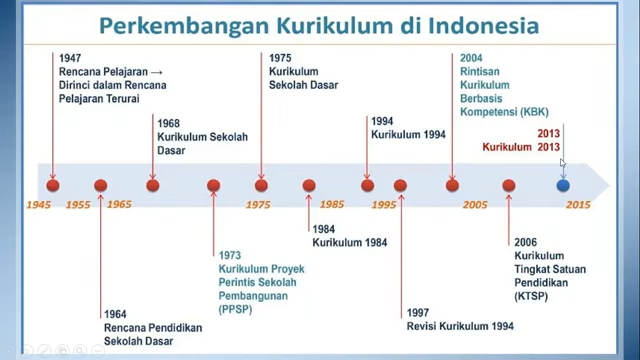 Perkembangan Kurikulum di Indonesia
1947
Rencana Pelajaran →
Dirinci dalam Rencana
Pelajaran Terurai
1975
Kurikulum
Sekolah Dasar
2004
Rintisan
Kurikulum
Berbasis
Kompetensi (KBK)
1968
Kurikulum Sekolah
Dasar
1994
Kurikulum 1994
2013
Kurikulum 2013
1945
1955
1965
1975
1985
1995
2005
2015
1964
Rencana Pendidikan
Sekolah Dasar
1973
Kurikulum Proyek
Perintis Sekolah
Pembangunan
(PPSP)
1984
Kurikulum 1984
1997
Revisi Kurikulum 1994
2006
Kurikulum
Tingkat Satuan
Pendidikan
(KTSP)